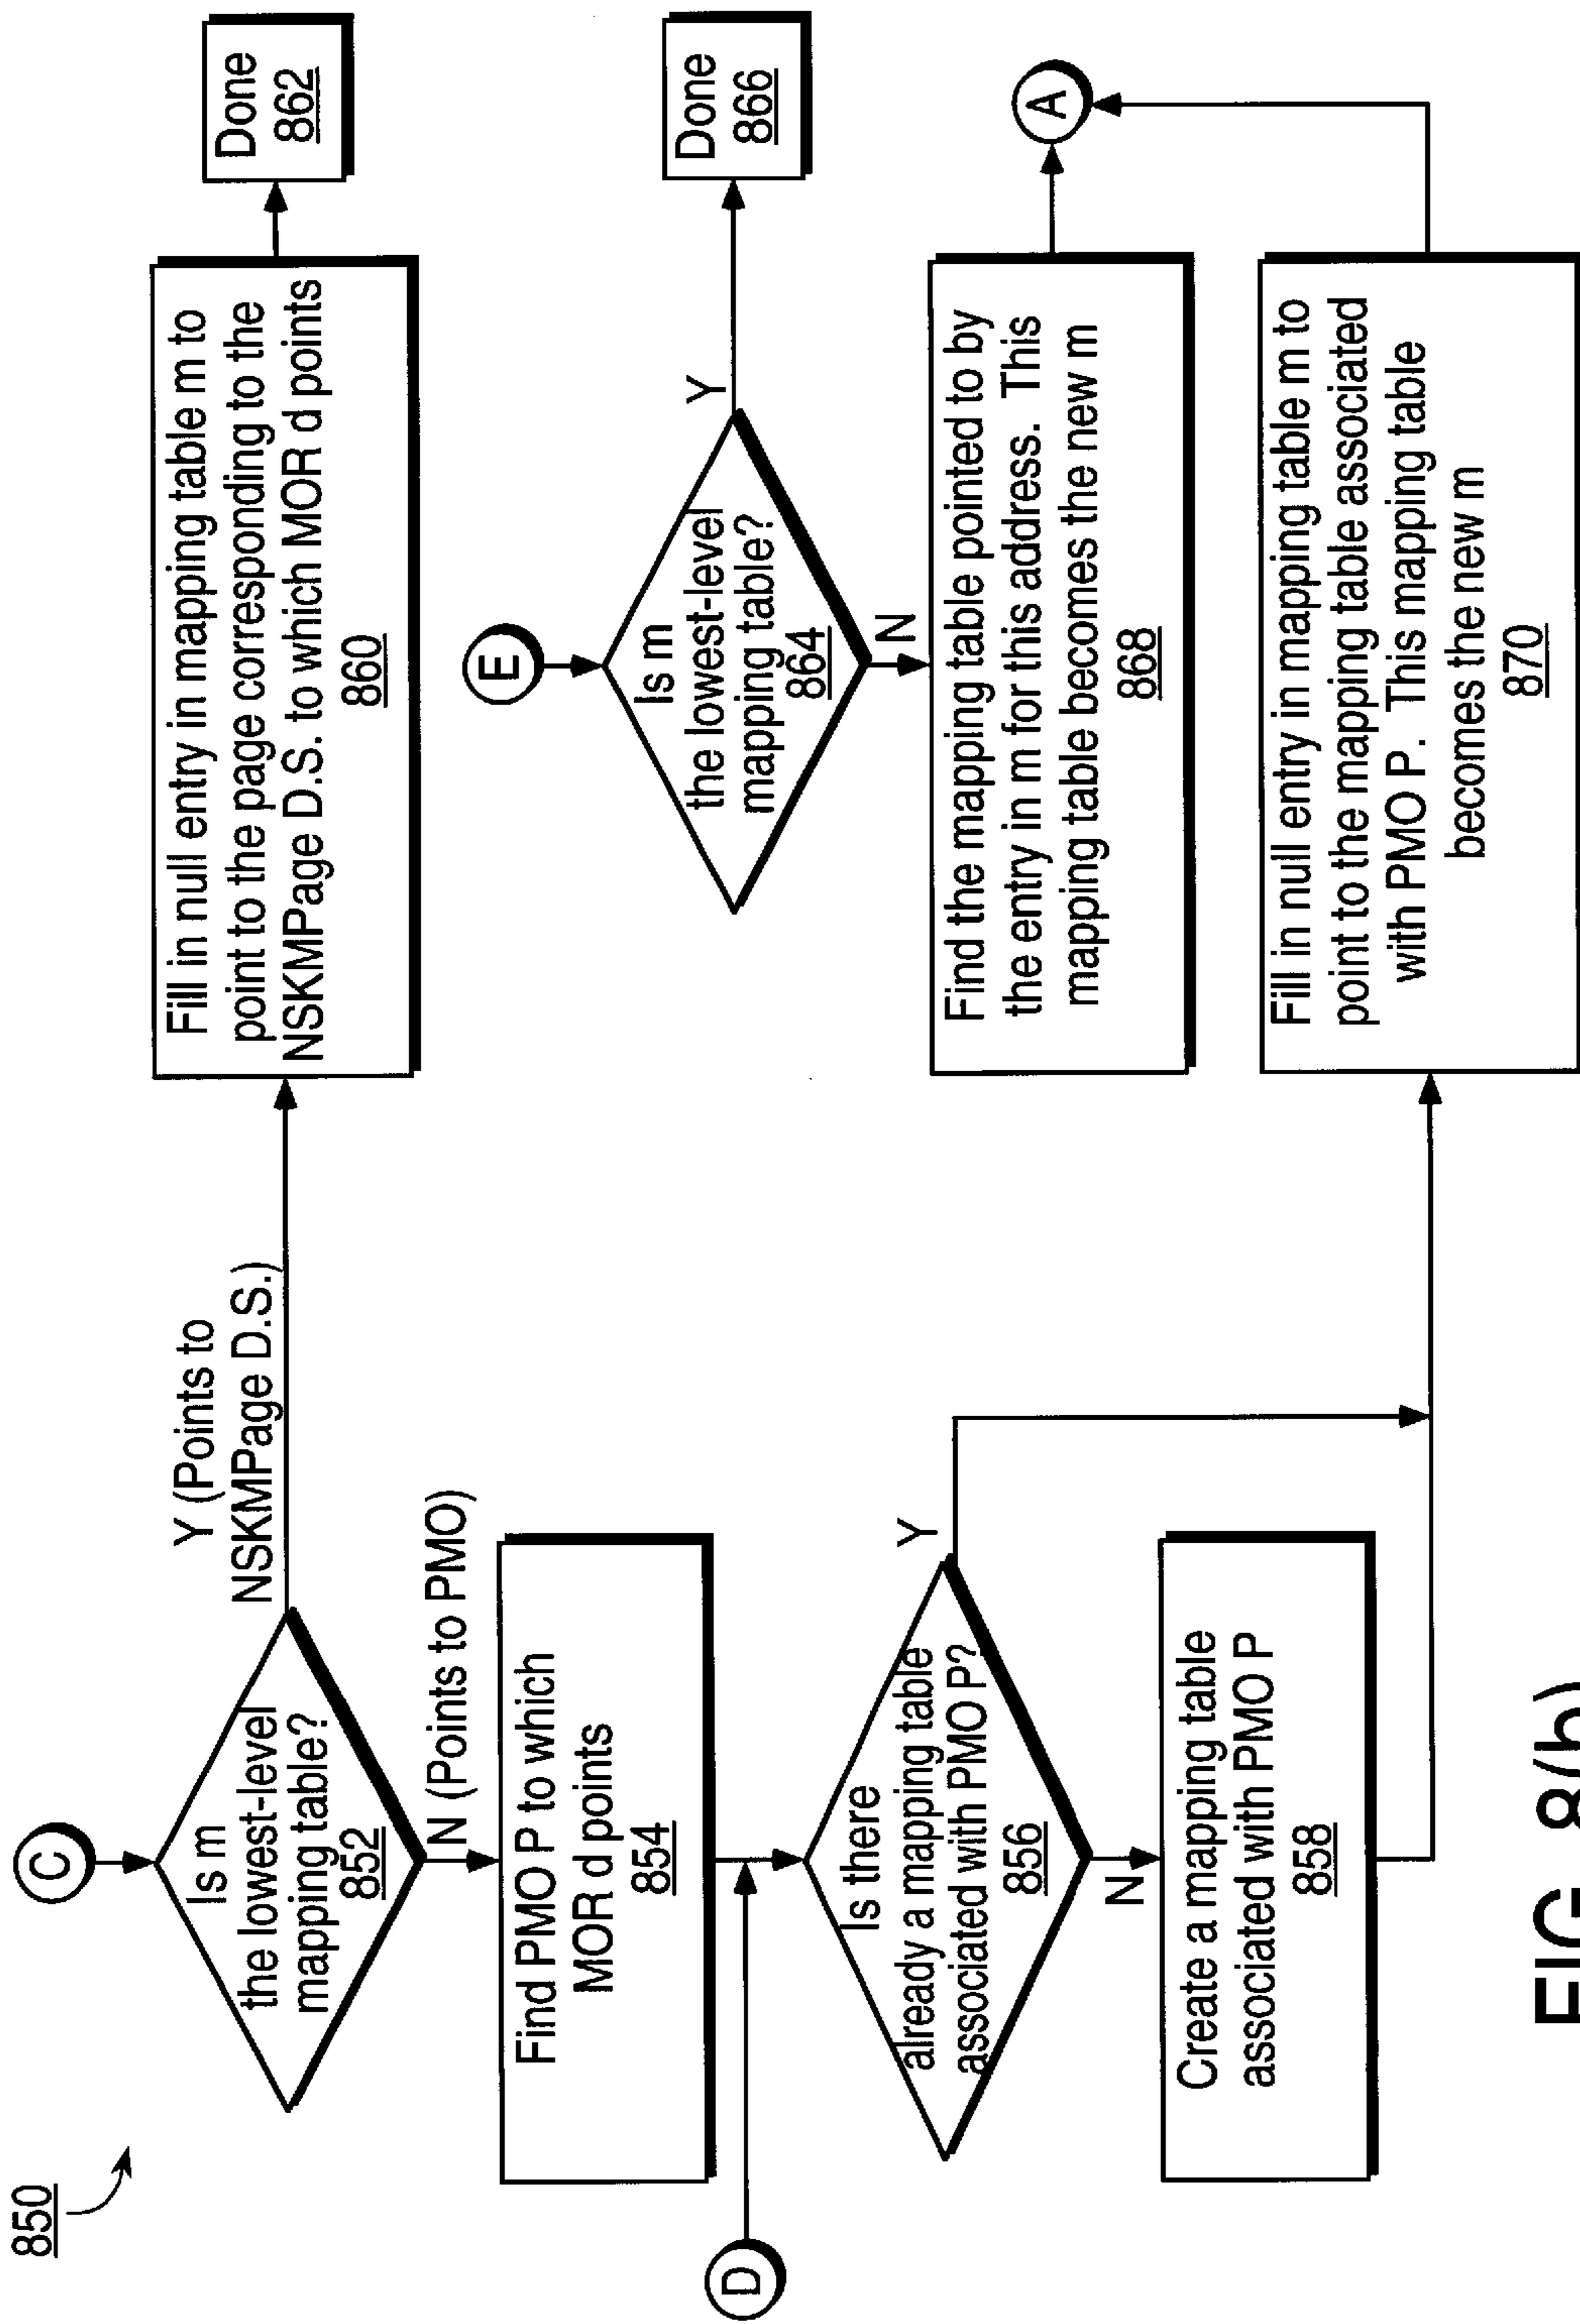 850
C
Is m
the lowest-level
mapping table?
852
Y (Points to
NSKMPage D.S.)
N (Points to PMO)
Fill in null entry in mapping table m to
point to the page corresponding to the
NSKMPage D.S. to which MOR d points
860
Done
862
Find PMO P to which
MOR d points
854
D
E
Is m
the lowest-level
mapping table?
864
Y
Done
866
N
Is there
already a mapping table
associated with PMO P?
856
Y
N
Find the mapping table pointed to by
the entry in m for this address. This
mapping table becomes the new m
868
A
Create a mapping table
associated with PMO P
858
Fill in null entry in mapping table m to
point to the mapping table associated
with PMO P. This mapping table
becomes the new m
870
FIG. 8(b)